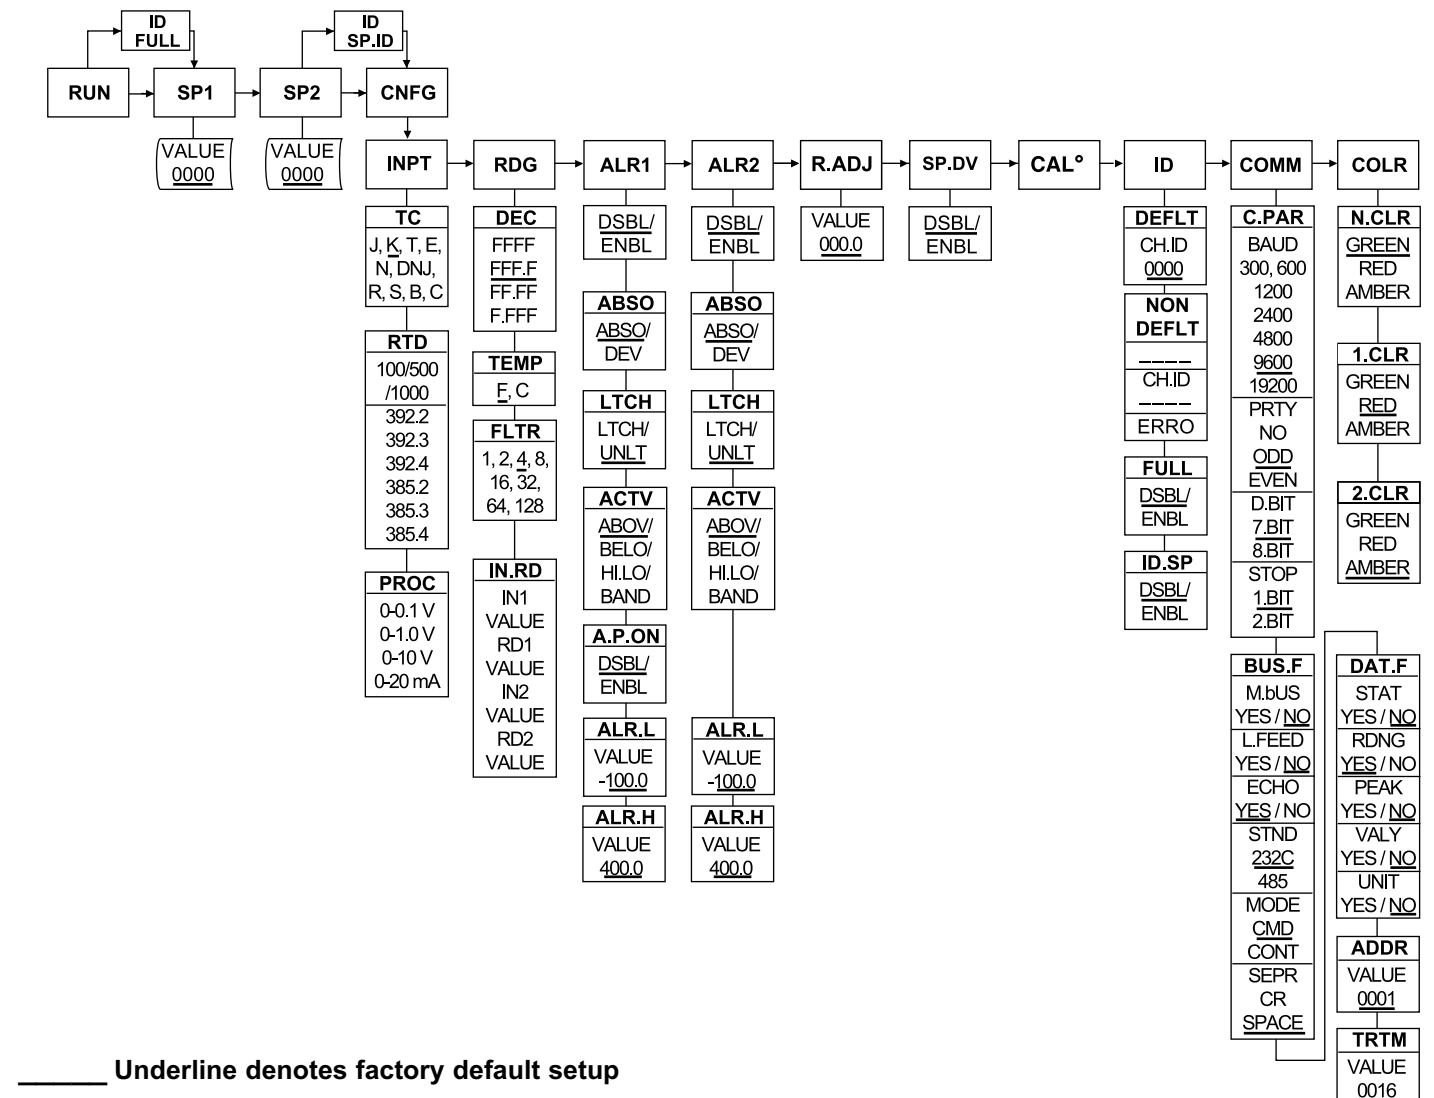 ID
FULL
ID
SP.ID
RUN
SP1
SP2
CNFG
VALUE
0000
VALUE
0000
INPT
RDG
ALR1
ALR2
R.ADJ
SP.DV
CAL°
ID
COMM
COLR
TC
J, K, T, E,
N, DNJ,
R, S, B, C
RTD
100/500
/1000
392.2
392.3
392.4
385.2
385.3
385.4
PROC
0-0.1 V
0-1.0 V
0-10 V
0-20 mA
DEC
FFFF
FFF.F
FF.FF
F.FFF
TEMP
F, C
FLTR
1, 2, 4, 8,
16, 32,
64, 128
IN.RD
IN1
VALUE
RD1
VALUE
IN2
VALUE
RD2
VALUE
DSBL/
ENBL
ABSO
ABSO/
DEV
LTCH
LTCH/
UNLT
ACTV
ABOV/
BELO/
HI.LO/
BAND
A.P.ON
DSBL/
ENBL
ALR.L
VALUE
-100.0
ALR.H
VALUE
400.0
DSBL/
ENBL
ABSO
ABSO/
DEV
LTCH
LTCH/
UNLT
ACTV
ABOV/
BELO/
HI.LO/
BAND
ALR.L
VALUE
-100.0
ALR.H
VALUE
400.0
VALUE
000.0
DSBL/
ENBL
DEFLT
CH.ID
0000
NON
DEFLT
_ _ _ _
CH.ID
_ _ _ _
ERRO
FULL
DSBL/
ENBL
ID.SP
DSBL/
ENBL
C.PAR
BAUD
300, 600
1200
2400
4800
9600
19200
PRTY
NO
ODD
EVEN
D.BIT
7.BIT
8.BIT
STOP
1.BIT
2.BIT
BUS.F
M.bUS
YES / NO
L.FEED
YES / NO
ECHO
YES / NO
STND
232C
485
MODE
CMD
CONT
SEPR
CR
SPACE
N.CLR
GREEN
RED
AMBER
1.CLR
GREEN
RED
AMBER
2.CLR
GREEN
RED
AMBER
DAT.F
STAT
YES / NO
RDNG
YES / NO
PEAK
YES / NO
VALY
YES / NO
UNIT
YES / NO
ADDR
VALUE
0001
TRTM
VALUE
0016
______ Underline denotes factory default setup